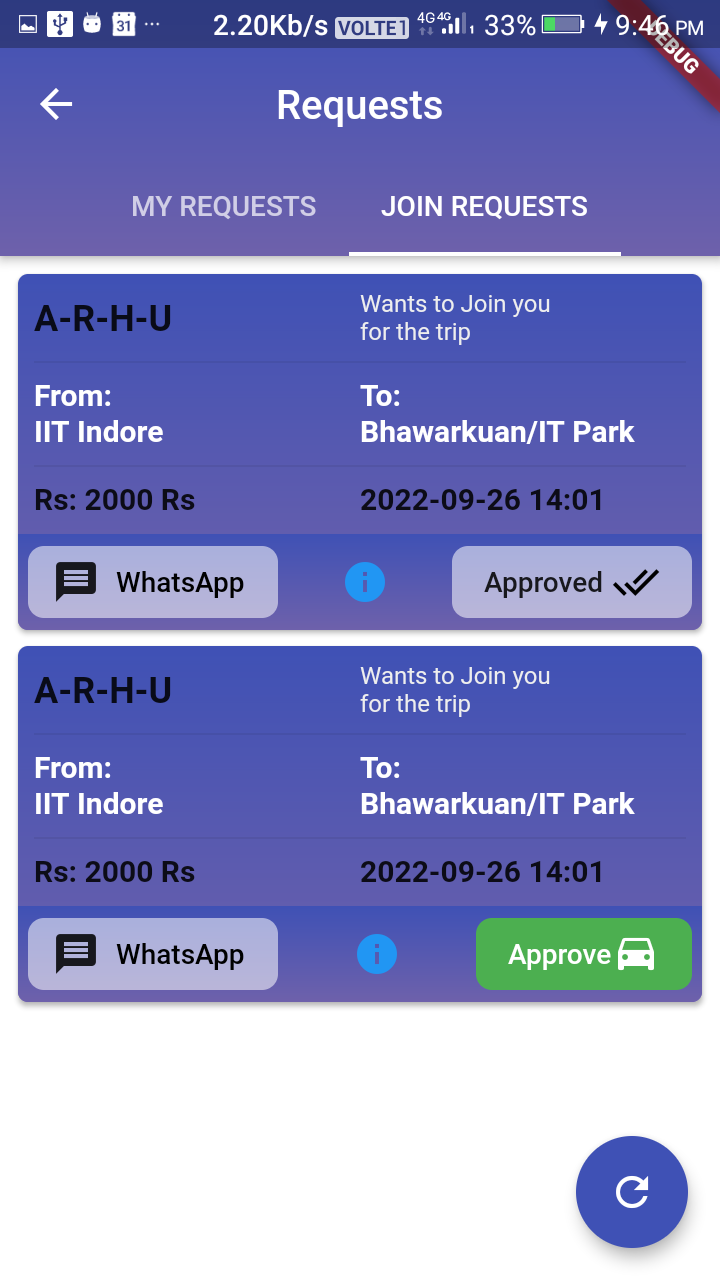 31 ... 2.20Kb/s VOLTE 1 4G 4G 1 33% 9:46 PM
DEBUG
Requests
MY REQUESTS JOIN REQUESTS
A-R-H-U Wants to Join you
for the trip
From: To:
IIT Indore Bhawarkuan/IT Park
Rs: 2000 Rs 2022-09-26 14:01
WhatsApp i Approved
A-R-H-U Wants to Join you
for the trip
From: To:
IIT Indore Bhawarkuan/IT Park
Rs: 2000 Rs 2022-09-26 14:01
WhatsApp i Approve